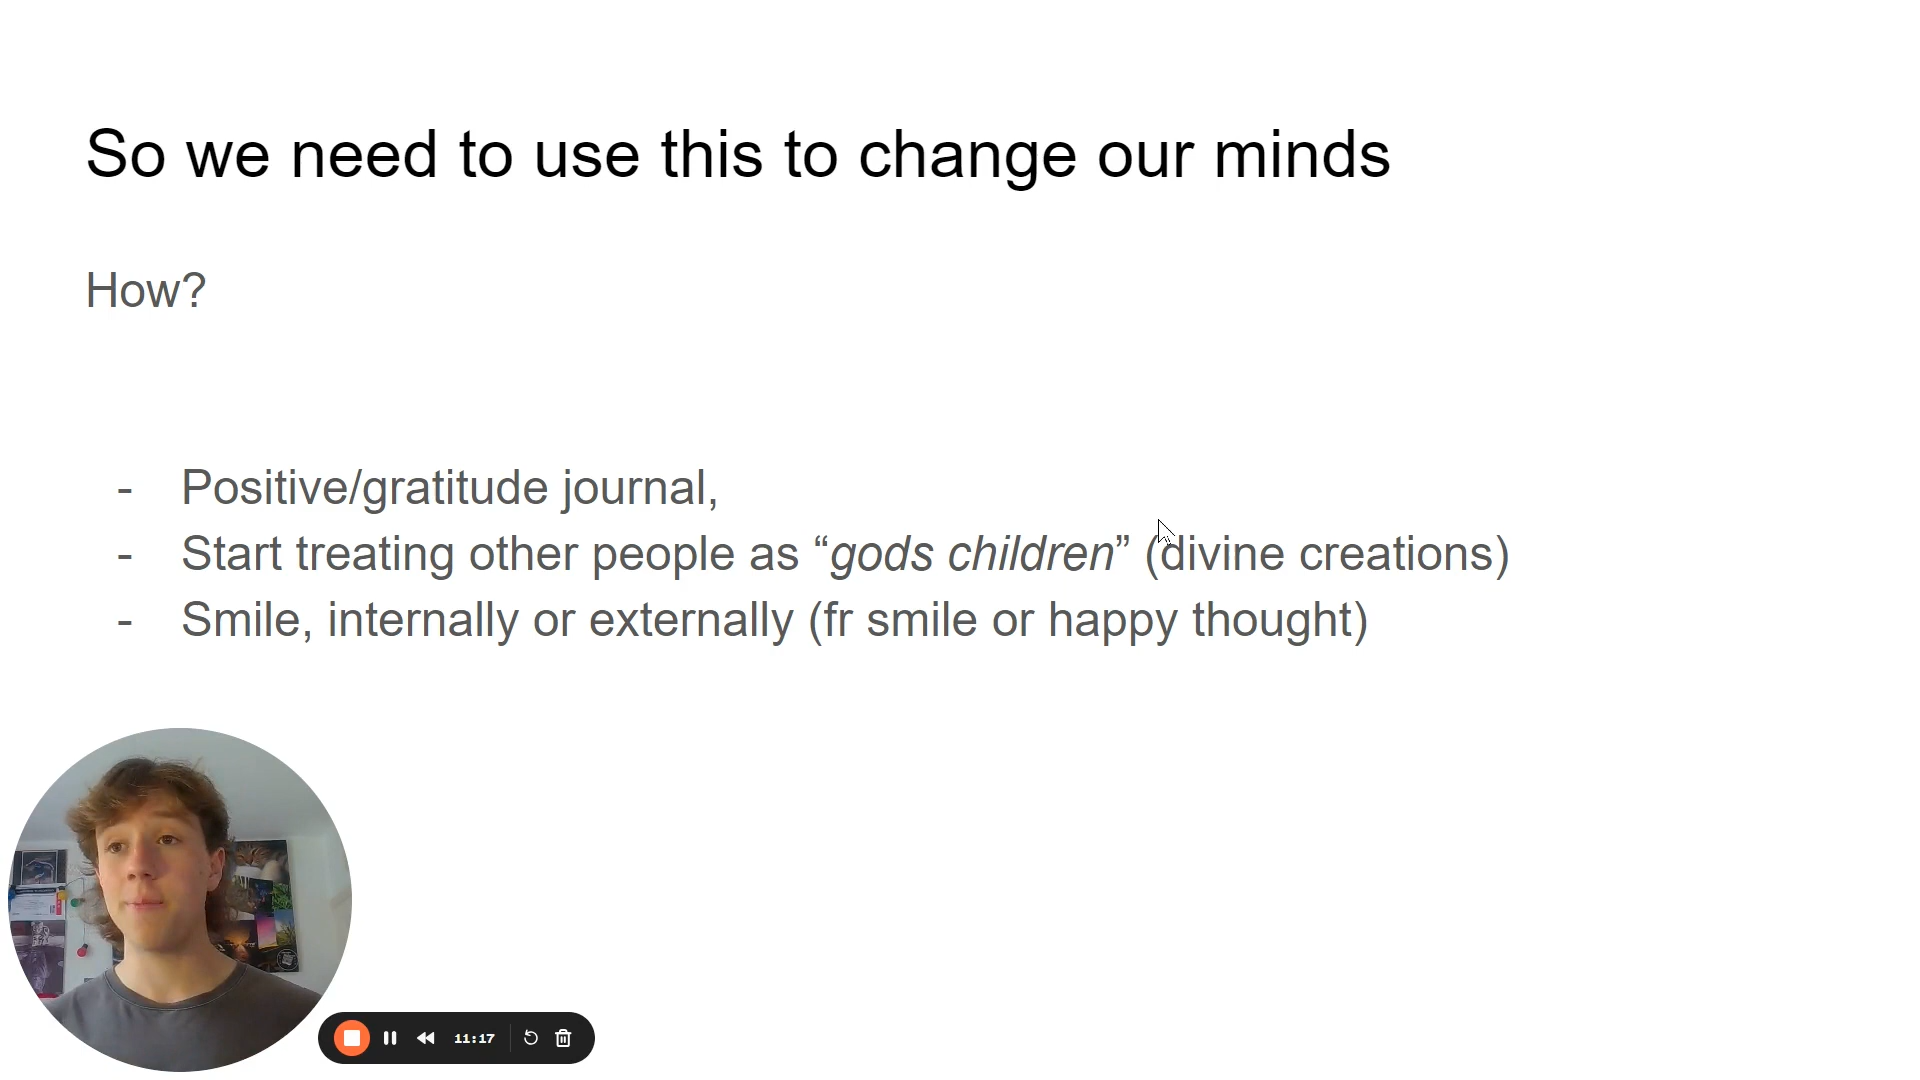 So we need to use this to change our minds
How?
- Positive/gratitude journal,
- Start treating other people as “gods children” (divine creations)
- Smile, internally or externally (fr smile or happy thought)
11:17